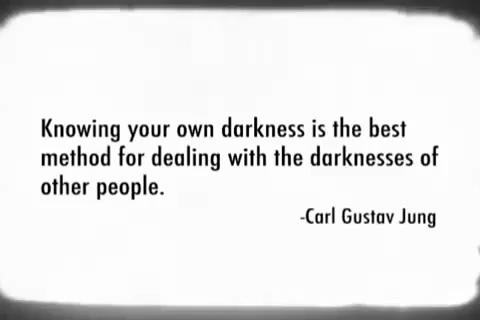 Knowing your own darkness is the best
method for dealing with the darknesses of
other people.
-Carl Gustav Jung